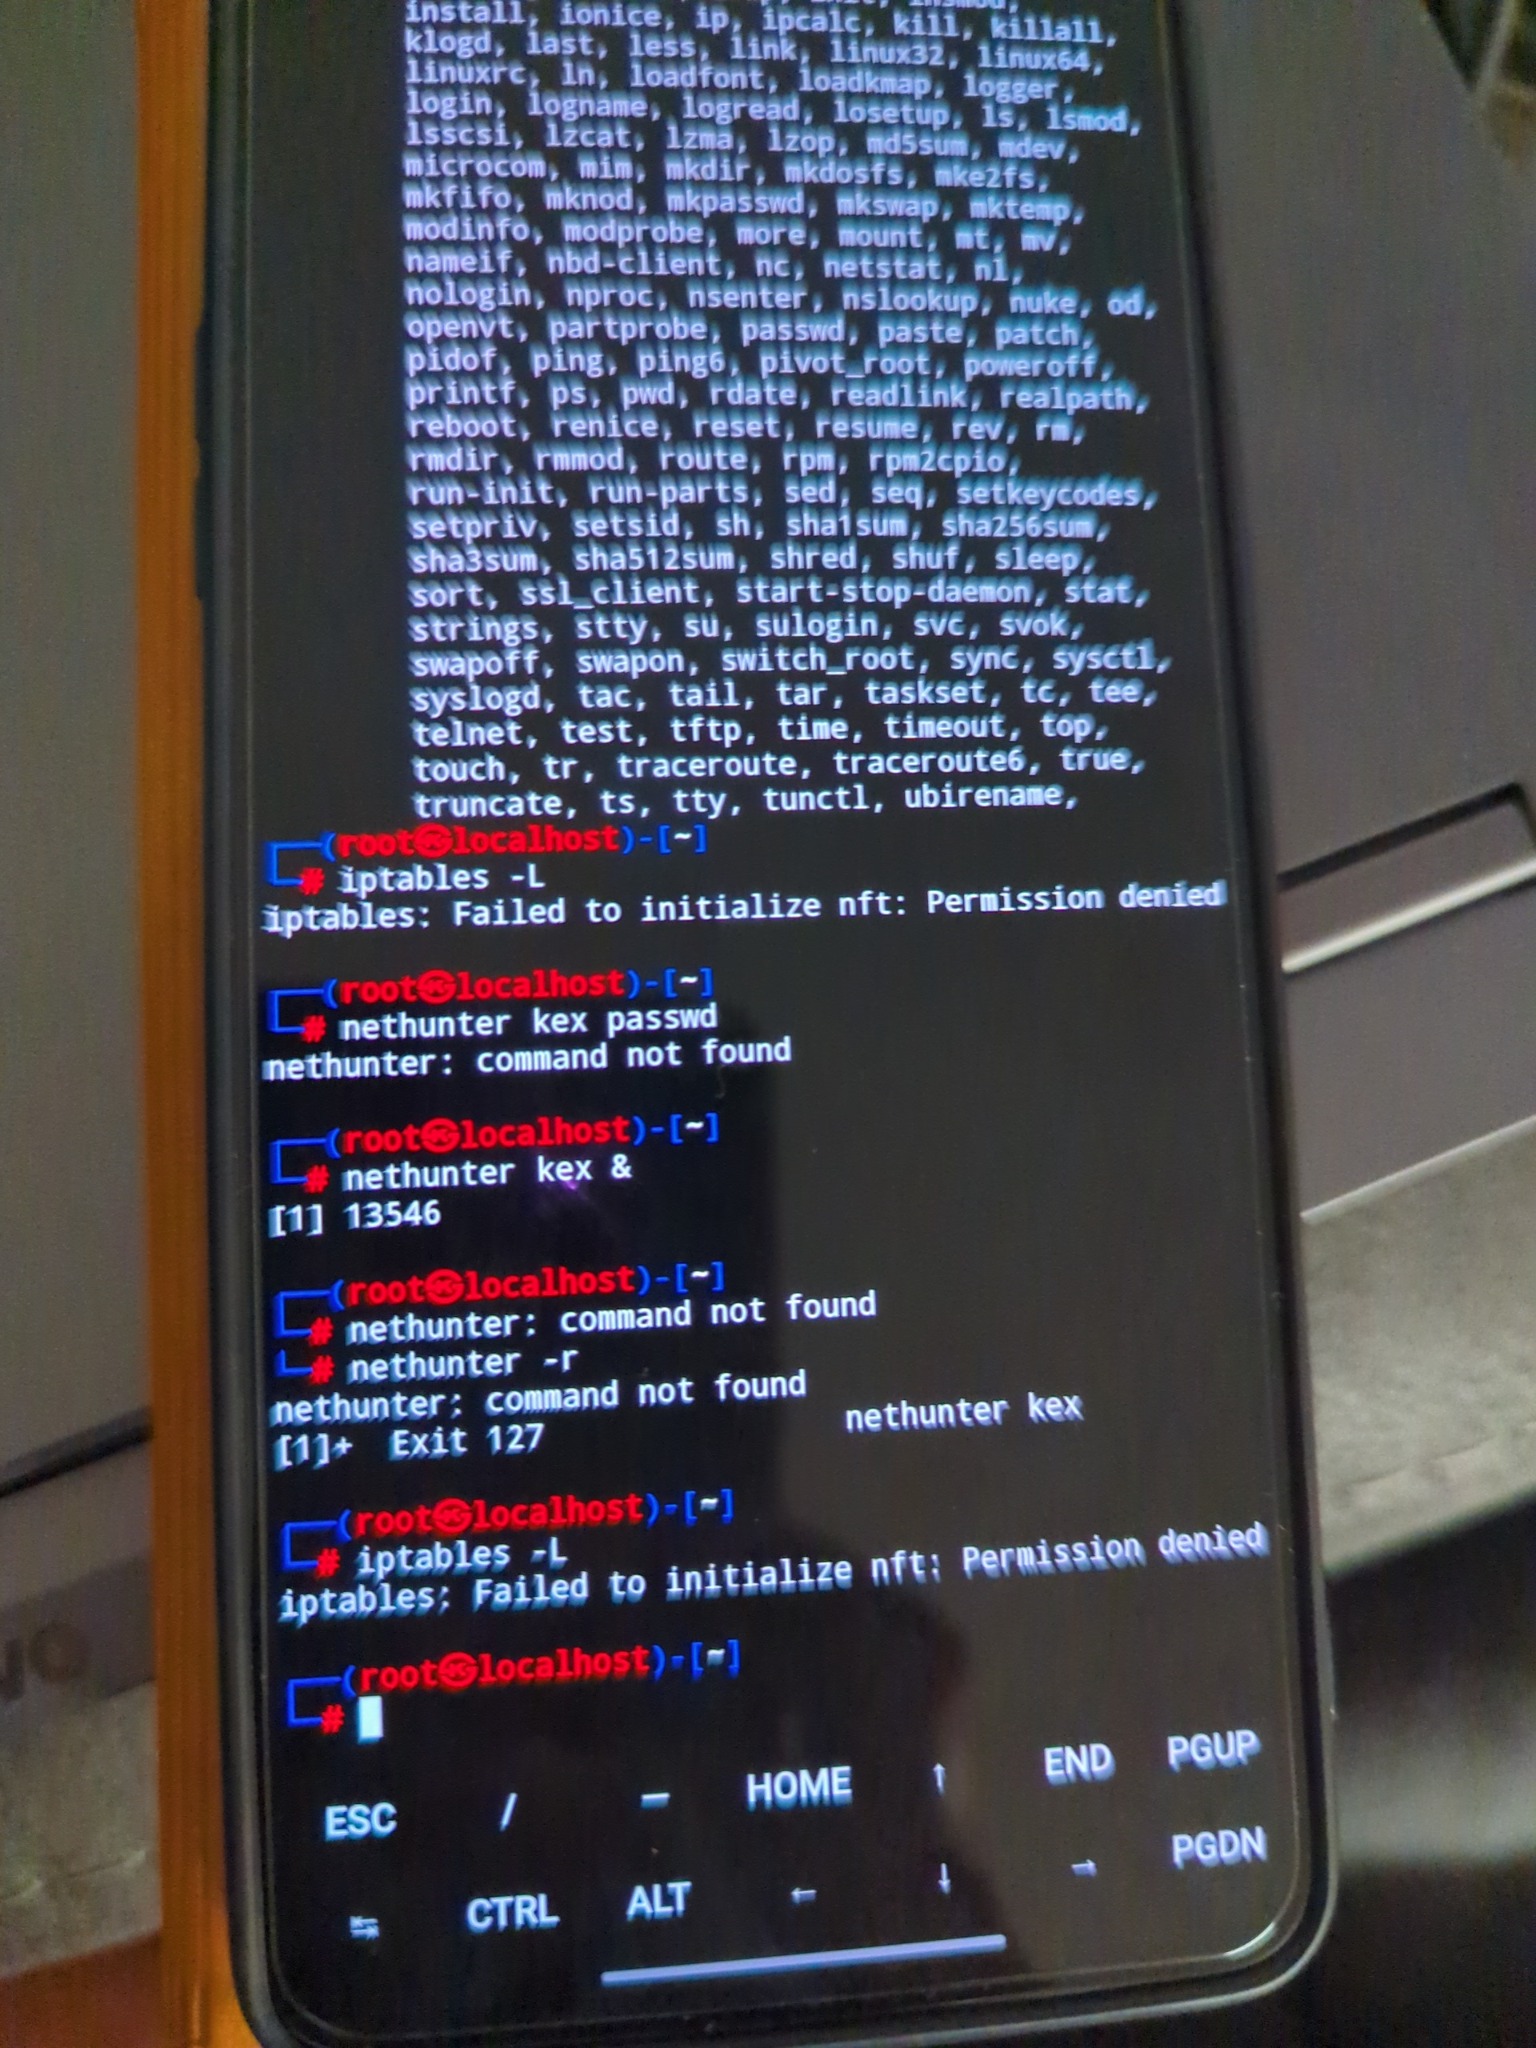 install, ionice, ip, ipcalc, kill, killall,
klogd, last, less, link, linux32, linux64,
linuxrc, ln, loadfont, loadkmap, logger,
login, logname, logread, losetup, ls, lsmod,
lsscsi, lzcat, lzma, lzop, md5sum, mdev,
microcom, mim, mkdir, mkdosfs, mke2fs,
mkfifo, mknod, mkpasswd, mkswap, mktemp,
modinfo, modprobe, more, mount, mt, mv,
nameif, nbd-client, nc, netstat, nl,
nologin, nproc, nsenter, nslookup, nuke, od,
openvt, partprobe, passwd, paste, patch,
pidof, ping, ping6, pivot_root, poweroff,
printf, ps, pwd, rdate, readlink, realpath,
reboot, renice, reset, resume, rev, rm,
rmdir, rmmod, route, rpm, rpm2cpio,
run-init, run-parts, sed, seq, setkeycodes,
setpriv, setsid, sh, sha1sum, sha256sum,
sha3sum, sha512sum, shred, shuf, sleep,
sort, ssl_client, start-stop-daemon, stat,
strings, stty, su, sulogin, svc, svok,
swapoff, swapon, switch_root, sync, sysctl,
syslogd, tac, tail, tar, taskset, tc, tee,
telnet, test, tftp, time, timeout, top,
touch, tr, traceroute, traceroute6, true,
truncate, ts, tty, tunctl, ubirename,
┌──(root㉿localhost)-[~]
└─# iptables -L
iptables: Failed to initialize nft: Permission denied
┌──(root㉿localhost)-[~]
└─# nethunter kex passwd
nethunter: command not found
┌──(root㉿localhost)-[~]
└─# nethunter kex &
[1] 13546
┌──(root㉿localhost)-[~]
└─# nethunter: command not found
└─# nethunter -r
nethunter: command not found
[1]+  Exit 127                nethunter kex
┌──(root㉿localhost)-[~]
└─# iptables -L
iptables: Failed to initialize nft: Permission denied
┌──(root㉿localhost)-[~]
└─#
ESC / — HOME ↑ END PGUP
↹ CTRL ALT ← ↓ → PGDN